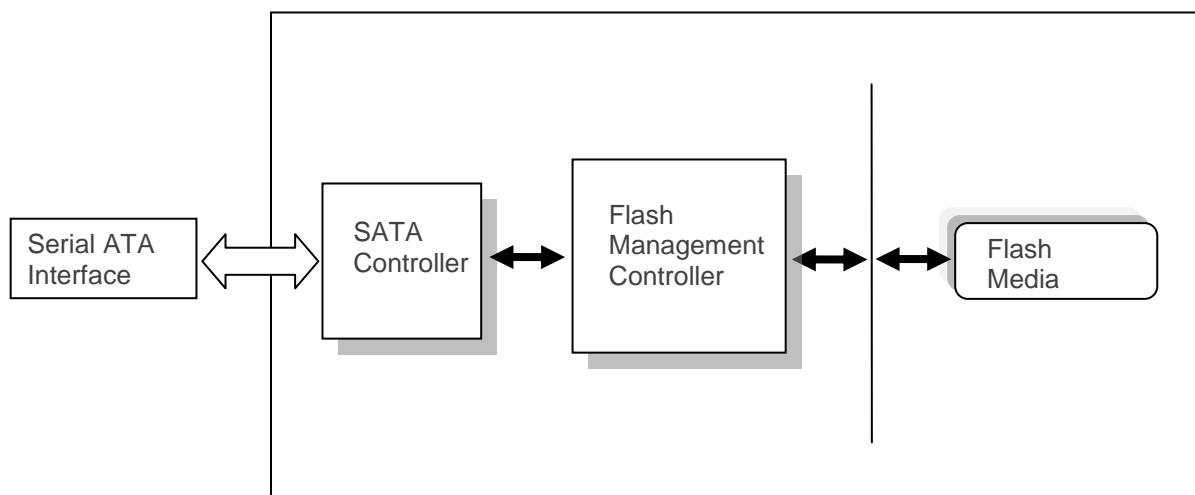 Serial ATA
Interface
SATA
Controller
Flash
Management
Controller
Flash
Media